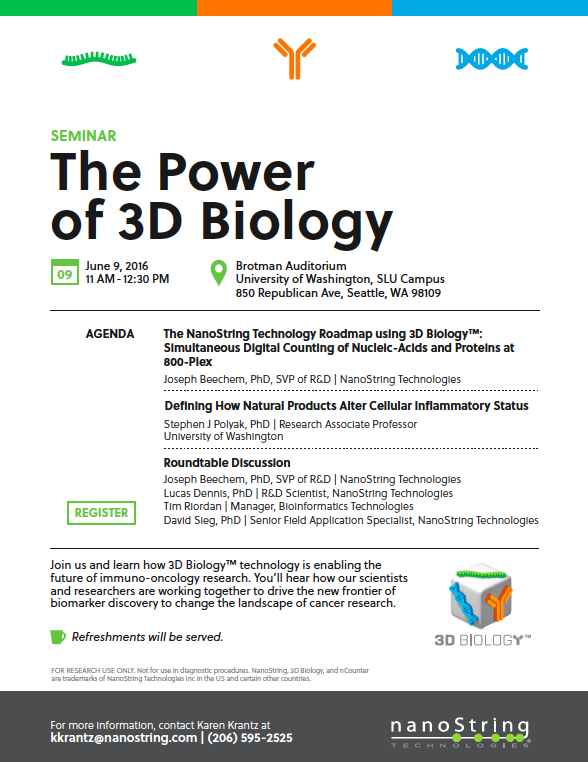 SEMINAR
The Power
of 3D Biology
09
June 9, 2016
11 AM - 12:30 PM
Brotman Auditorium
University of Washington, SLU Campus
850 Republican Ave, Seattle, WA 98109
AGENDA
The NanoString Technology Roadmap using 3D Biology™:
Simultaneous Digital Counting of Nucleic-Acids and Proteins at
800-Plex
Joseph Beechem, PhD, SVP of R&D | NanoString Technologies
Defining How Natural Products Alter Cellular Inflammatory Status
Stephen J Polyak, PhD | Research Associate Professor
University of Washington
Roundtable Discussion
Joseph Beechem, PhD, SVP of R&D | NanoString Technologies
Lucas Dennis, PhD | R&D Scientist, NanoString Technologies
Tim Riordan | Manager, Bioinformatics Technologies
David Sieg, PhD | Senior Field Application Specialist, NanoString Technologies
REGISTER
Join us and learn how 3D Biology™ technology is enabling the
future of immuno-oncology research. You'll hear how our scientists
and researchers are working together to drive the new frontier of
biomarker discovery to change the landscape of cancer research.
Refreshments will be served.
3D BIOLOGY™
FOR RESEARCH USE ONLY. Not for use in diagnostic procedures. NanoString, 3D Biology, and nCounter
are trademarks of NanoString Technologies Inc in the US and certain other countries.
For more information, contact Karen Krantz at
kkrantz@nanostring.com | (206) 595-2525
nanoString
TECHNOLOGIES®